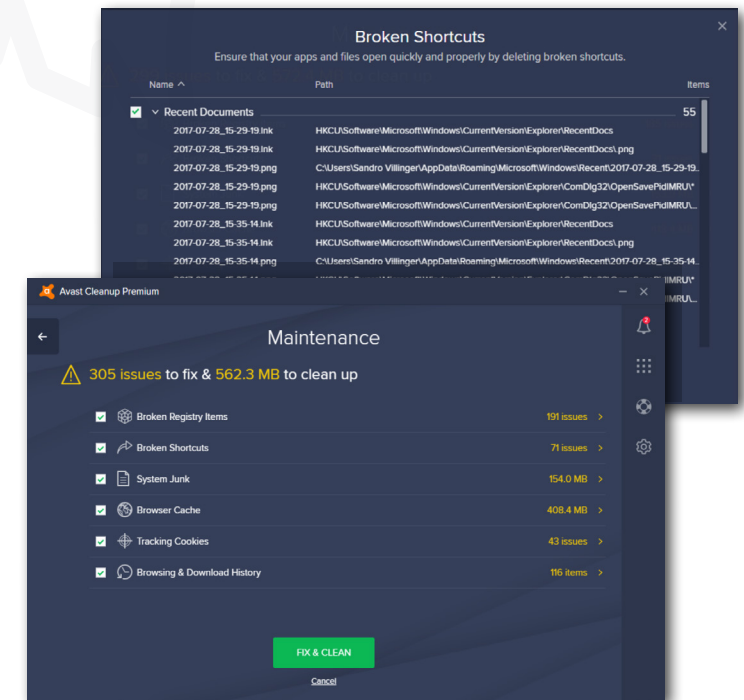 Broken Shortcuts
Ensure that your apps and files open quickly and properly by deleting broken shortcuts.
Name Path Items
Recent Documents 55
2017-07-28_15-29-19.lnk HKCU\Software\Microsoft\Windows\CurrentVersion\Explorer\RecentDocs
2017-07-28_15-29-19.lnk HKCU\Software\Microsoft\Windows\CurrentVersion\Explorer\RecentDocs\.png
2017-07-28_15-29-19.png C:\Users\Sandro Villinger\AppData\Roaming\Microsoft\Windows\Recent\2017-07-28_15-29-19...
2017-07-28_15-29-19.png HKCU\Software\Microsoft\Windows\CurrentVersion\Explorer\ComDlg32\OpenSavePidlMRU\*
2017-07-28_15-29-19.png HKCU\Software\Microsoft\Windows\CurrentVersion\Explorer\ComDlg32\OpenSavePidlMRU\...
2017-07-28_15-35-14.lnk HKCU\Software\Microsoft\Windows\CurrentVersion\Explorer\RecentDocs
2017-07-28_15-35-14.lnk HKCU\Software\Microsoft\Windows\CurrentVersion\Explorer\RecentDocs\.png
2017-07-28_15-35-14.png C:\Users\Sandro Villinger\AppData\Roaming\Microsoft\Windows\Recent\2017-07-28_15-35-14...
Avast Cleanup Premium
2
Maintenance
305 issues to fix & 562.3 MB to clean up
Broken Registry Items 191 issues
Broken Shortcuts 71 issues
System Junk 154.0 MB
Browser Cache 408.4 MB
Tracking Cookies 43 issues
Browsing & Download History 116 items
FIX & CLEAN
Cancel